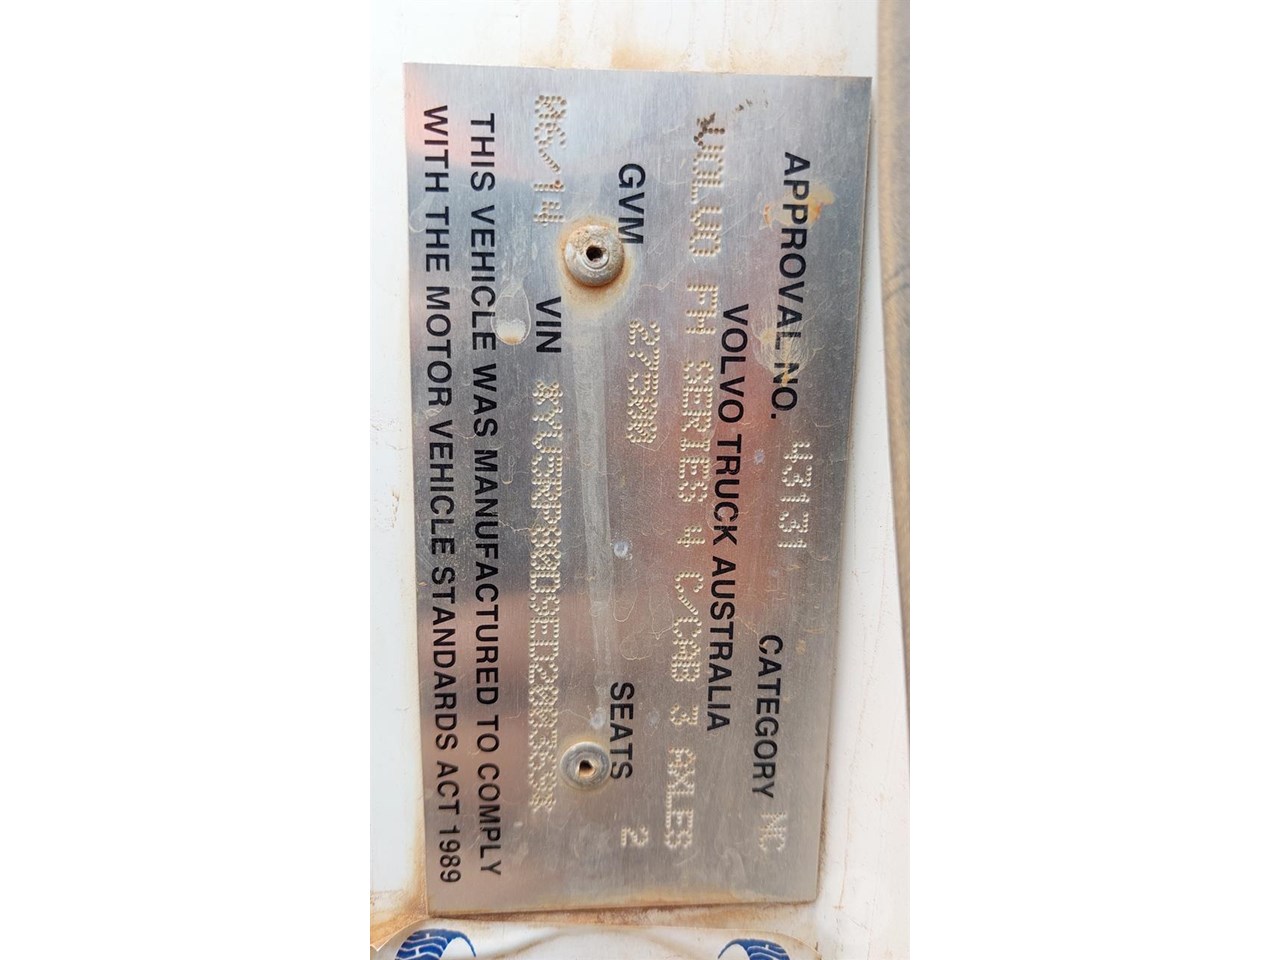 APPROVAL NO. 43131 CATEGORY NC
VOLVO TRUCK AUSTRALIA
VOLVO FM SERIES 4 C/CAB 3 AXLES
GVM 27500 SEATS 2
06/14 VIN
THIS VEHICLE WAS MANUFACTURED TO COMPLY
WITH THE MOTOR VEHICLE STANDARDS ACT 1989